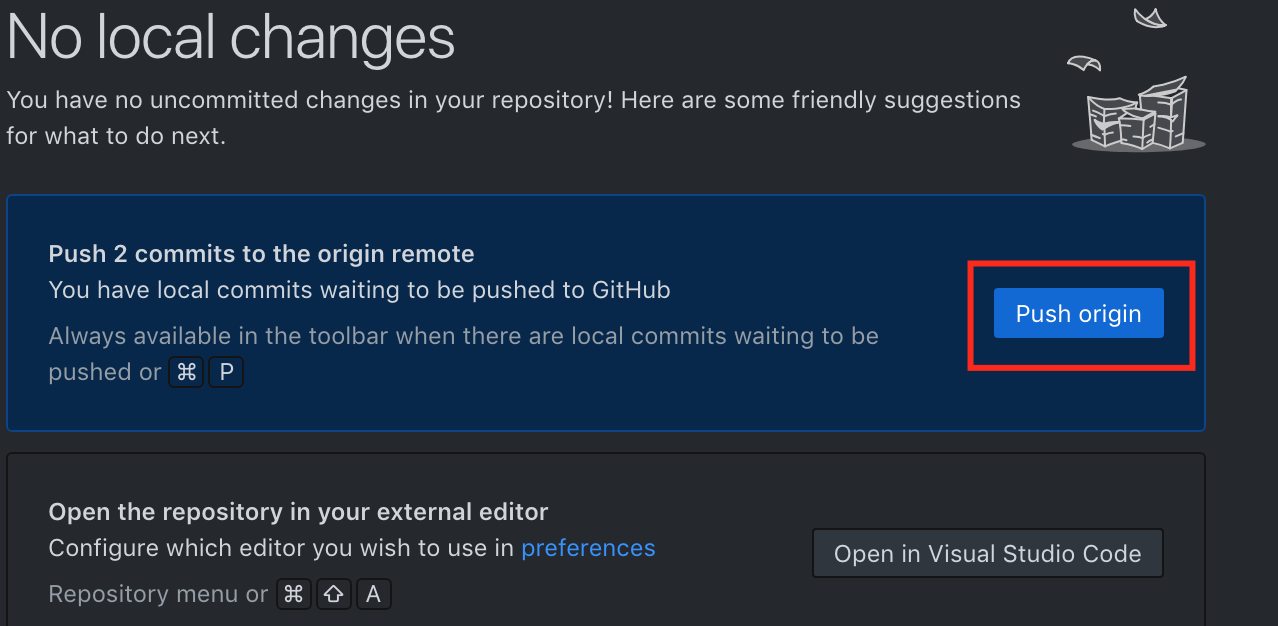 No local changes
You have no uncommitted changes in your repository! Here are some friendly suggestions
for what to do next.
Push 2 commits to the origin remote
You have local commits waiting to be pushed to GitHub
Always available in the toolbar when there are local commits waiting to be
pushed or ⌘ P
Push origin
Open the repository in your external editor
Configure which editor you wish to use in preferences
Repository menu or ⌘ ⇧ A
Open in Visual Studio Code